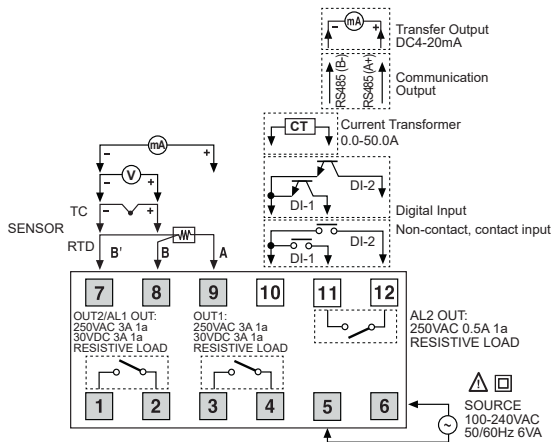 - mA +
Transfer Output
DC4-20mA
RS485 (B-)
RS485 (A+)
Communication
Output
CT
Current Transformer
0.0-50.0A
- mA +
- V +
DI-2
DI-1
Digital Input
TC - +
SENSOR
Non-contact, contact input
DI-2
DI-1
RTD
B' B A
7 8 9 10 11 12
OUT2/AL1 OUT:
250VAC 3A 1a
30VDC 3A 1a
RESISTIVE LOAD
OUT1:
250VAC 3A 1a
30VDC 3A 1a
RESISTIVE LOAD
AL2 OUT:
250VAC 0.5A 1a
RESISTIVE LOAD
1 2 3 4 5 6
SOURCE
100-240VAC
50/60Hz 6VA